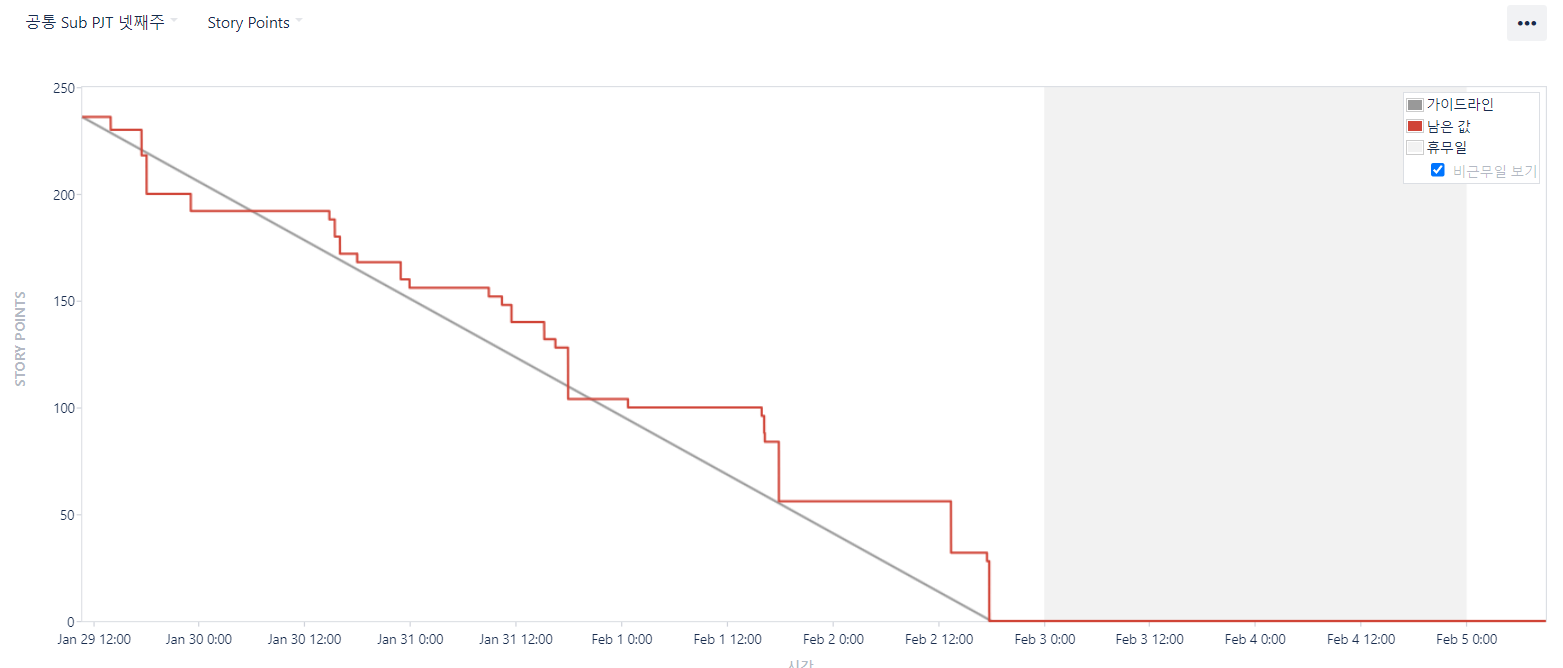 공통 Sub PJT 넷째주 Story Points
•••
250
가이드라인
남은 값
휴무일
비근무일 보기
200
150
STORY POINTS
100
50
0
Jan 29 12:00 Jan 30 0:00 Jan 30 12:00 Jan 31 0:00 Jan 31 12:00 Feb 1 0:00 Feb 1 12:00 Feb 2 0:00 Feb 2 12:00 Feb 3 0:00 Feb 3 12:00 Feb 4 0:00 Feb 4 12:00 Feb 5 0:00
시간